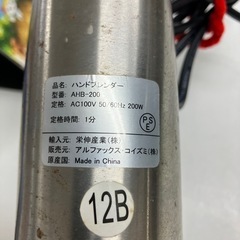 品名: ハンドブレンダー
型番: AHB-200
定格: AC100V 50/60Hz 200W
定格時間: 1分
PSE
輸入元: 栄伸産業(株)
販売元: アルファックス・コイズミ(株)
原産国: Made in China
12B